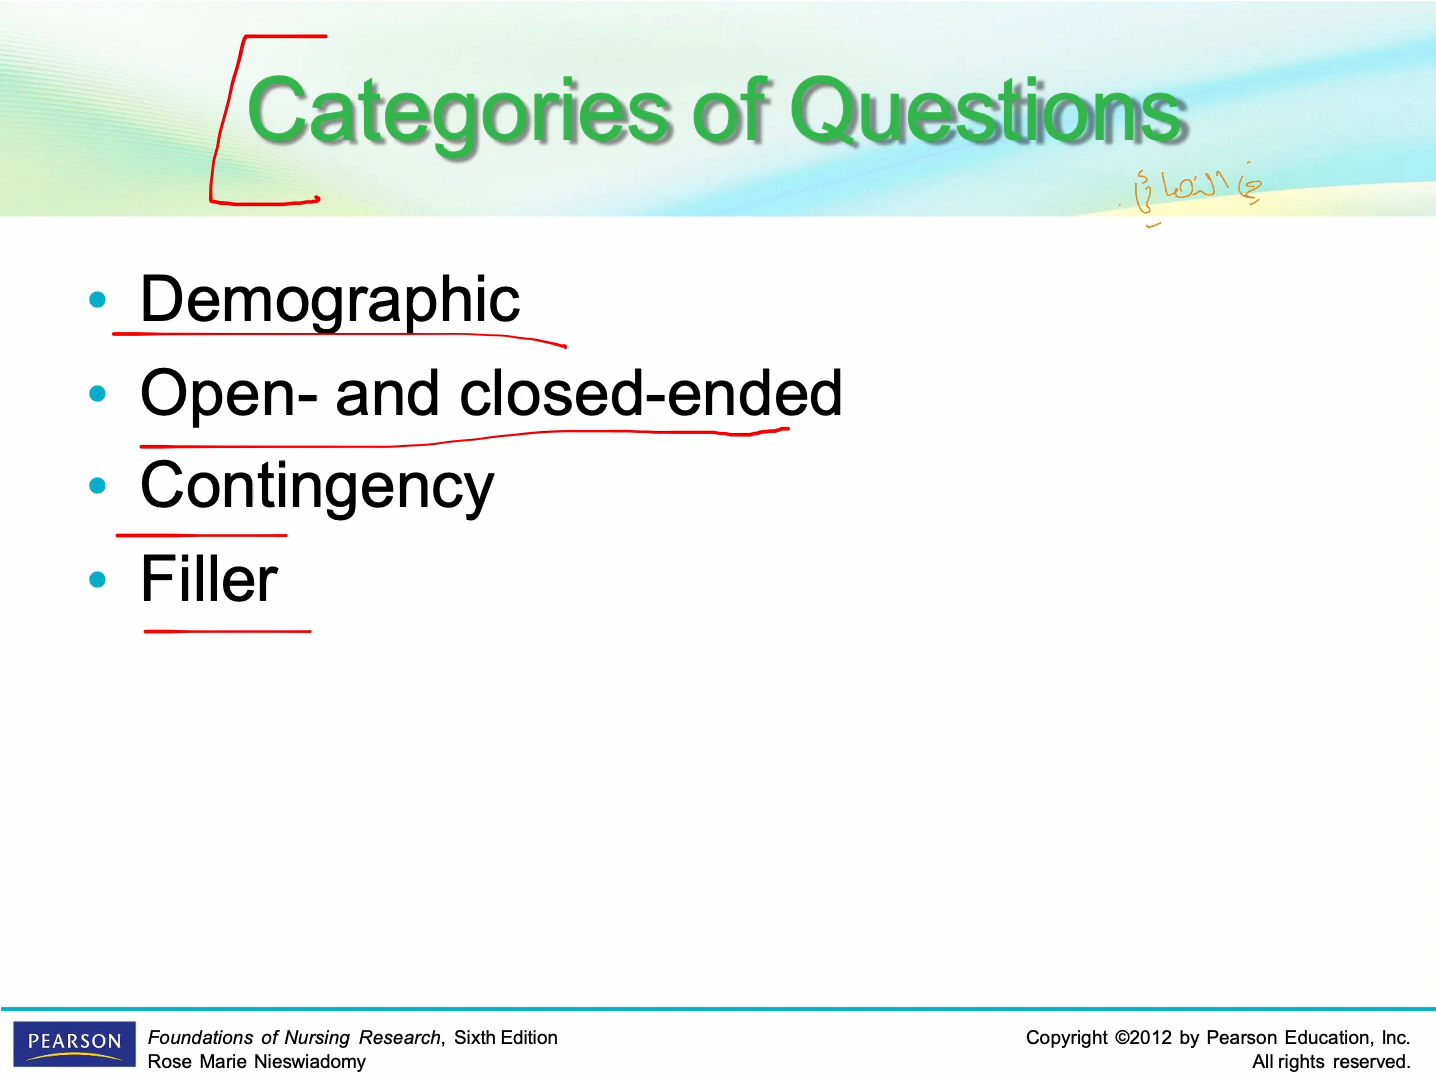 Categories of Questions
• Demographic
• Open- and closed-ended
• Contingency
• Filler
PEARSON
Foundations of Nursing Research, Sixth Edition
Rose Marie Nieswiadomy
Copyright ©2012 by Pearson Education, Inc.
All rights reserved.